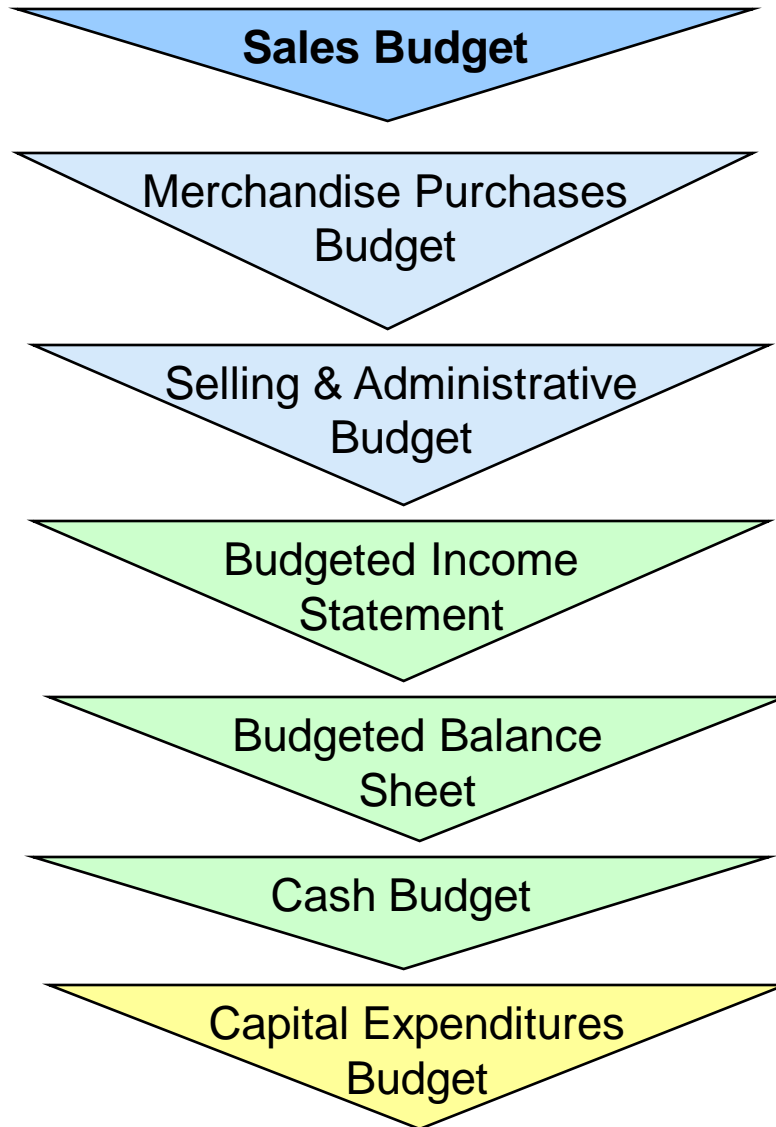 Sales Budget
Merchandise Purchases
Budget
Selling & Administrative
Budget
Budgeted Income
Statement
Budgeted Balance
Sheet
Cash Budget
Capital Expenditures
Budget